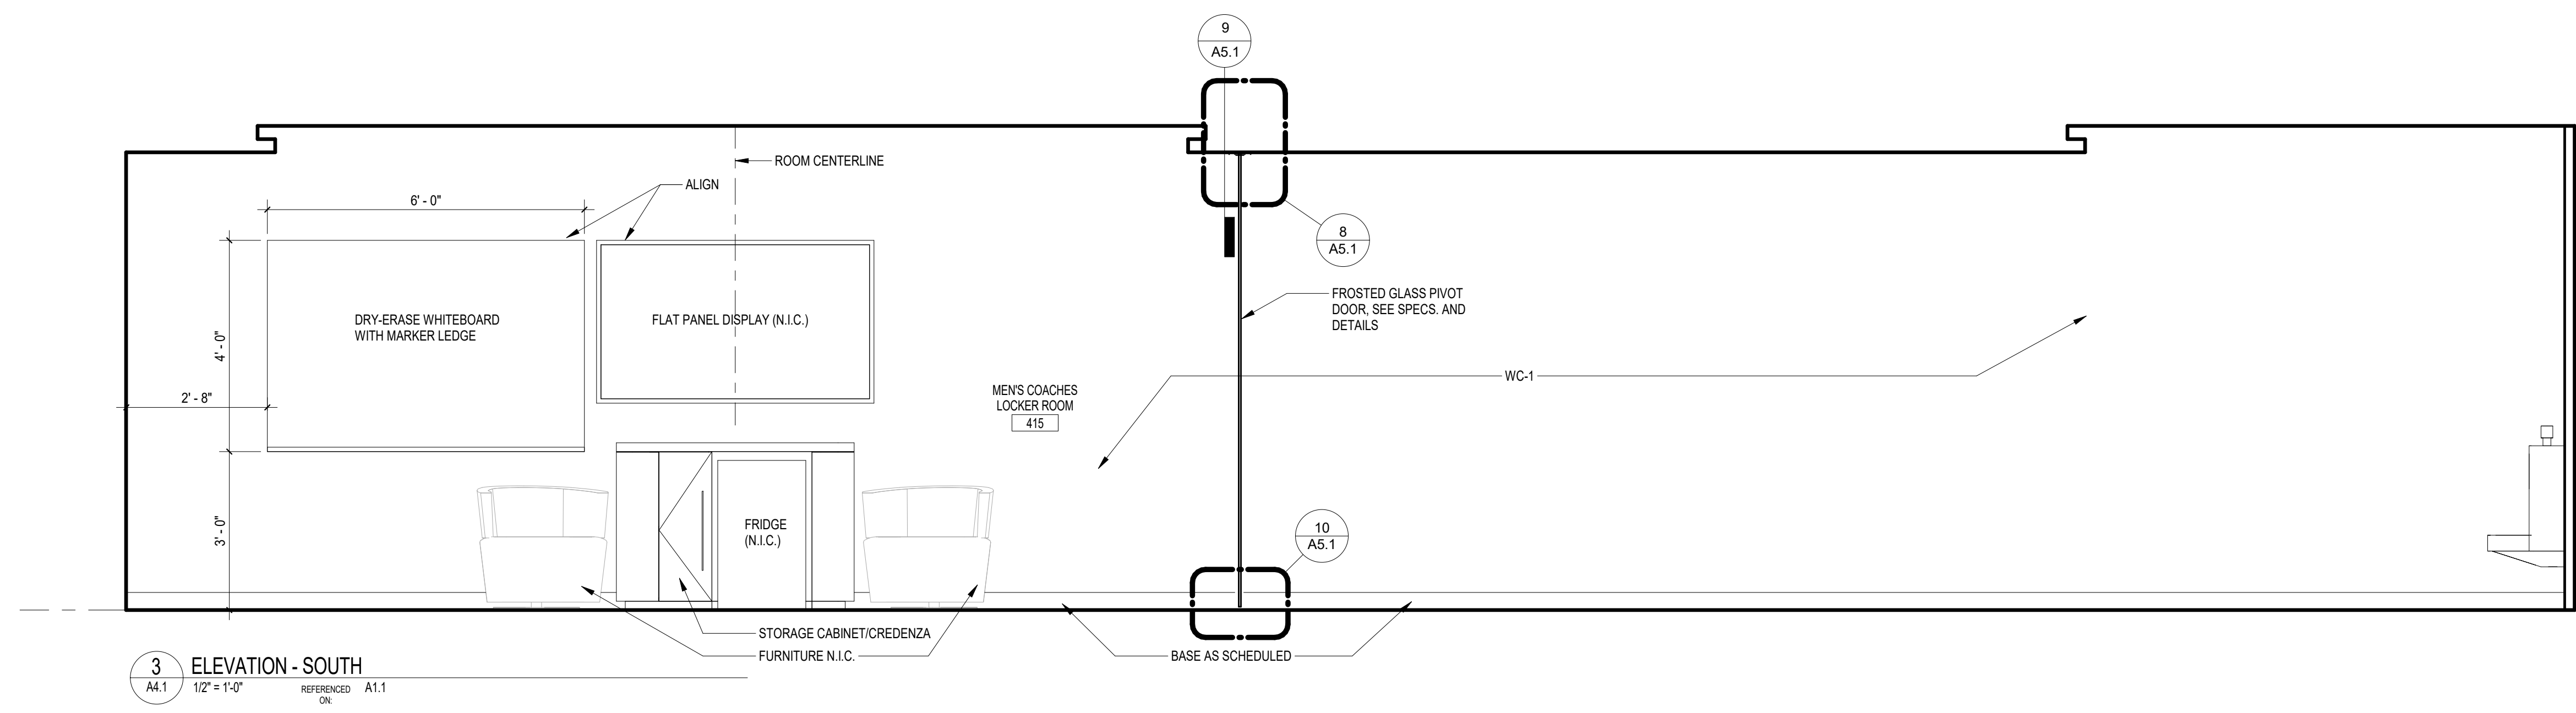 9
A5.1
ROOM CENTERLINE
ALIGN
6' - 0"
8
A5.1
DRY-ERASE WHITEBOARD
WITH MARKER LEDGE
FLAT PANEL DISPLAY (N.I.C.)
FROSTED GLASS PIVOT
DOOR, SEE SPECS. AND
DETAILS
4' - 0"
2' - 8"
MEN'S COACHES
LOCKER ROOM
415
WC-1
3' - 0"
FRIDGE
(N.I.C.)
10
A5.1
STORAGE CABINET/CREDENZA
FURNITURE N.I.C.
BASE AS SCHEDULED
3
A4.1
ELEVATION - SOUTH
1/2" = 1'-0"
REFERENCED
ON:
A1.1